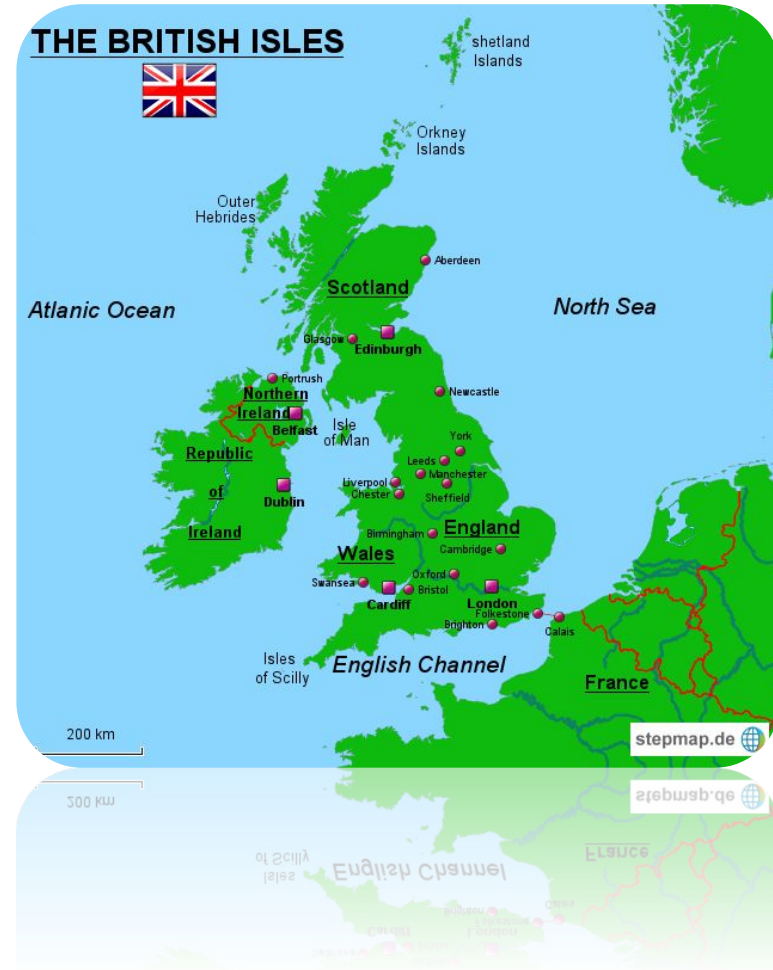 THE BRITISH ISLES
shetland
Islands
Orkney
Islands
Outer
Hebrides
Aberdeen
Scotland
Atlanic Ocean
North Sea
Glasgow
Edinburgh
Portrush
Northern
Ireland
Belfast
Newcastle
Isle
of Man
York
Republic
of
Ireland
Leeds
Manchester
Liverpool
Chester
Sheffield
Dublin
England
Birmingham
Cambridge
Wales
Oxford
Swansea
Cardiff
Bristol
London
Folkestone
Brighton
Calais
Isles
of Scilly
English Channel
France
200 km
stepmap.de